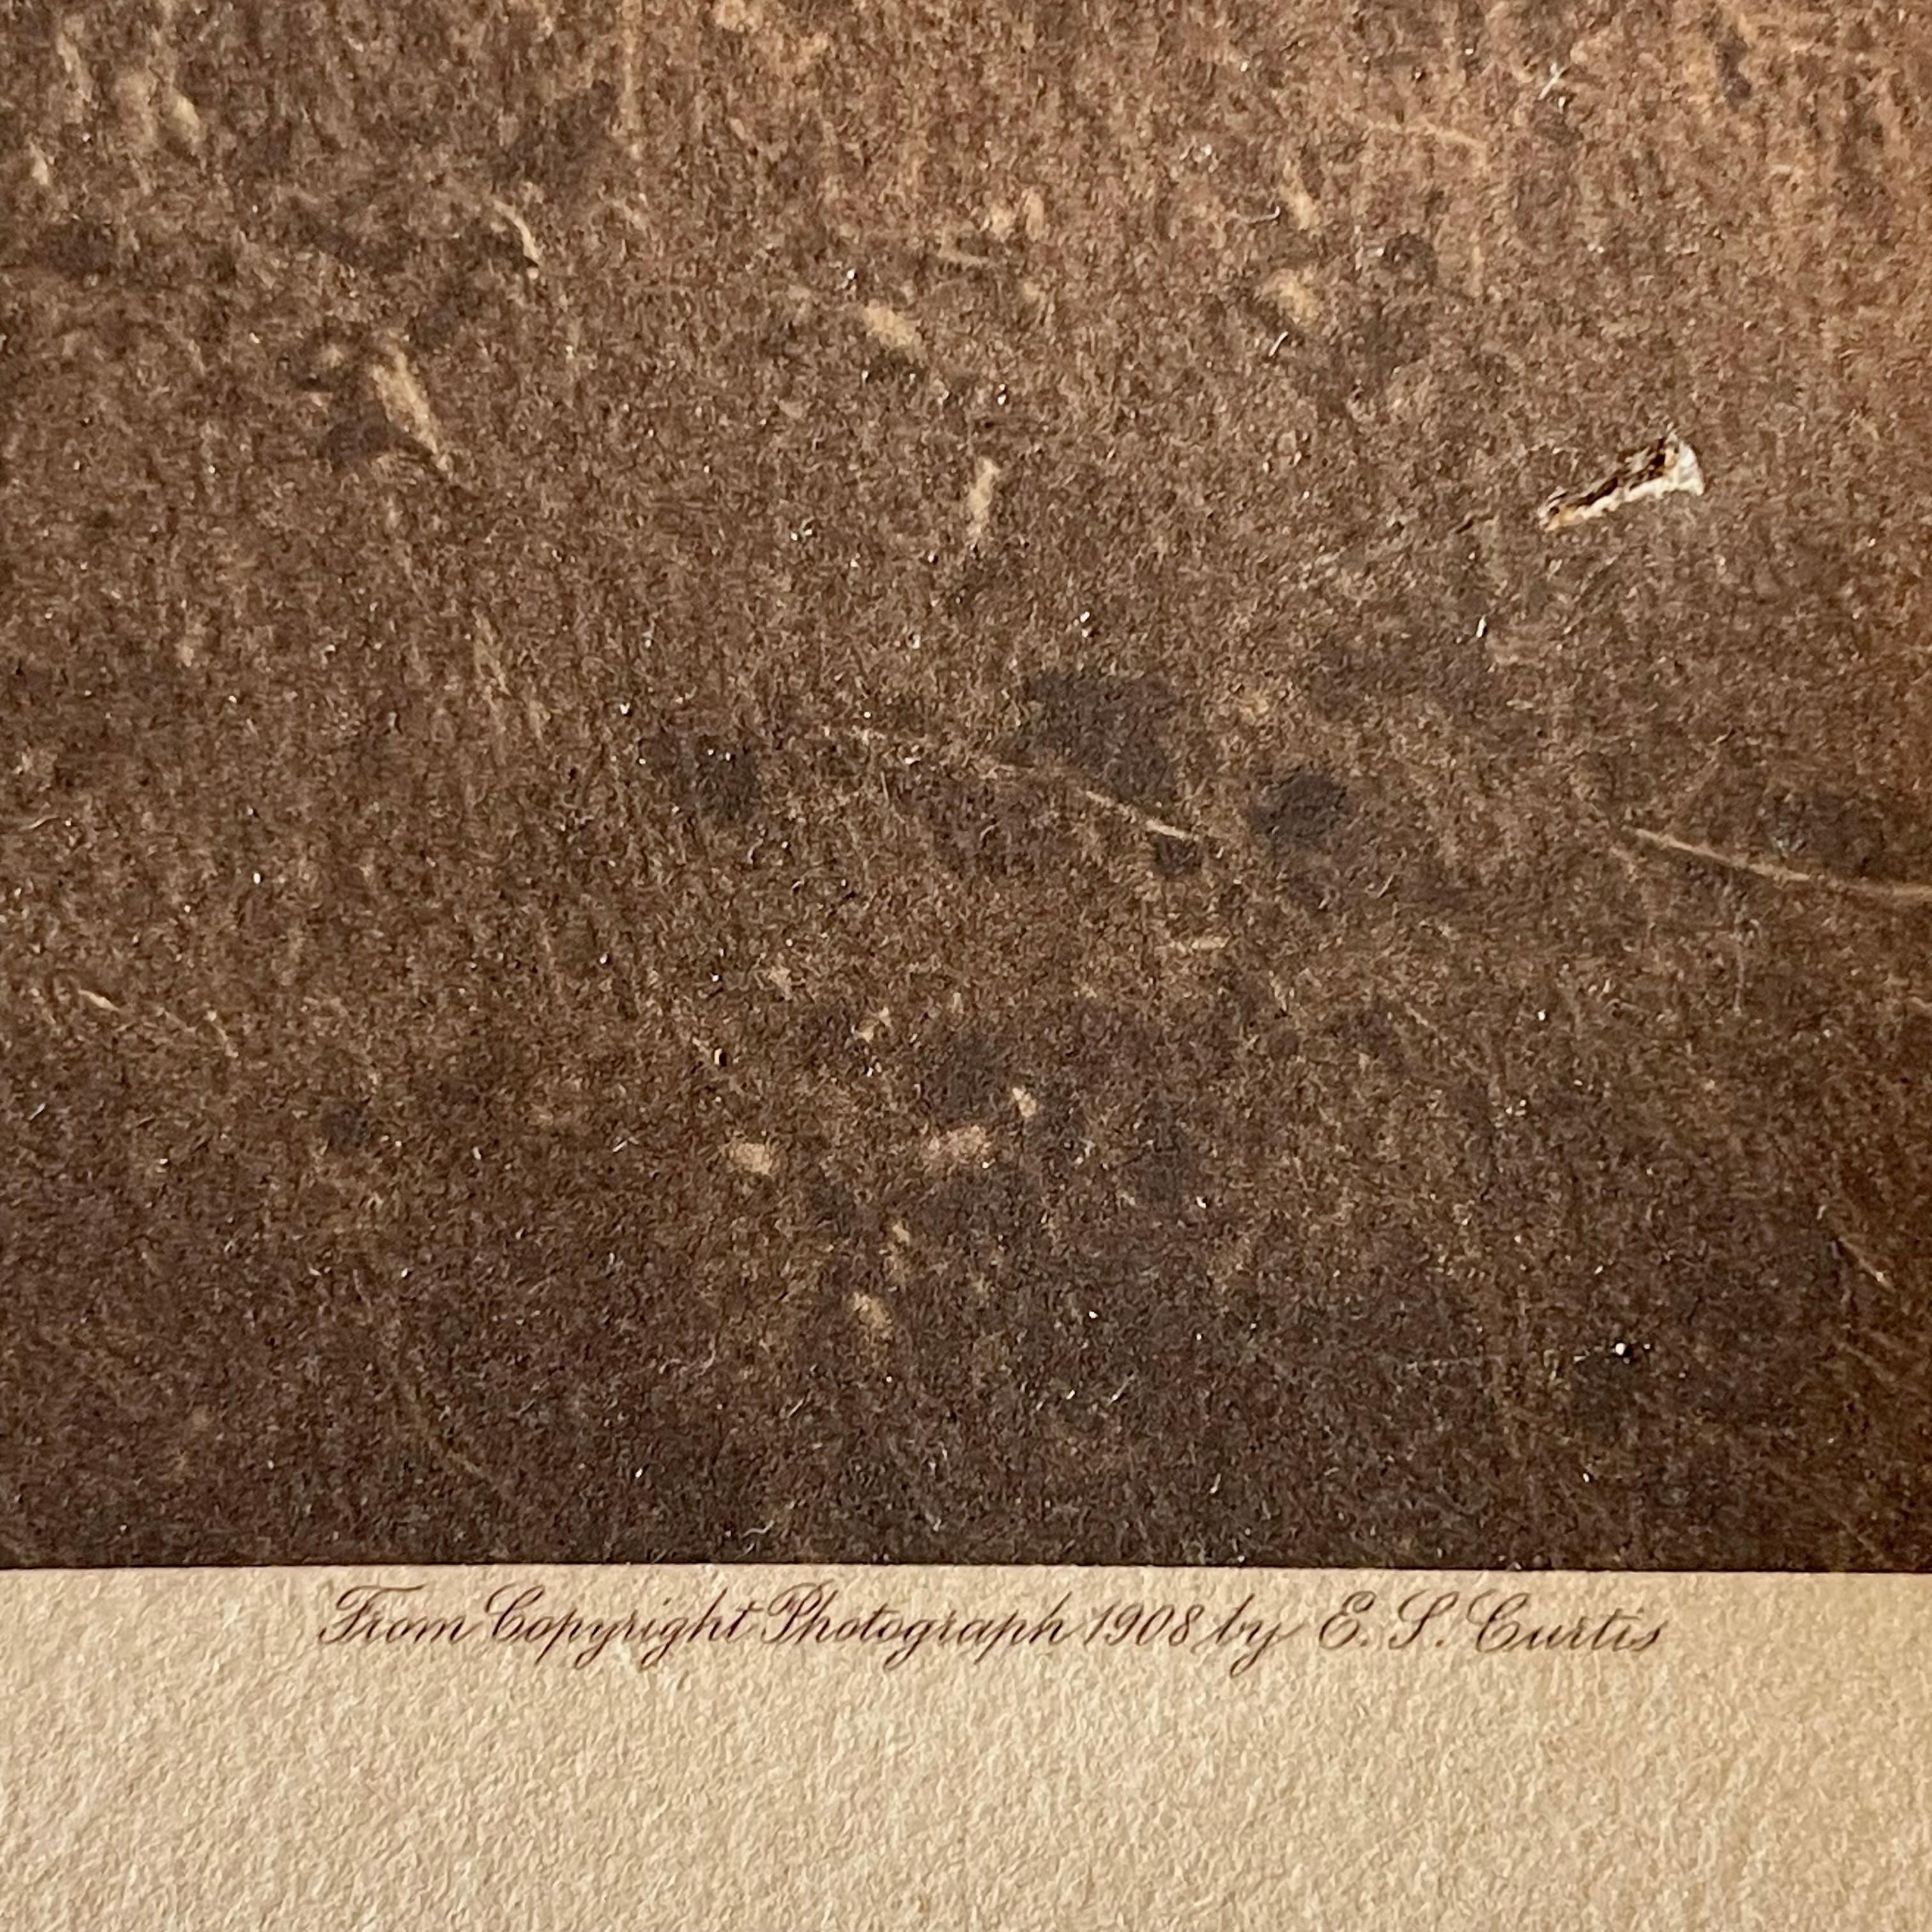 From Copyright Photograph 1908 by E. S. Curtis